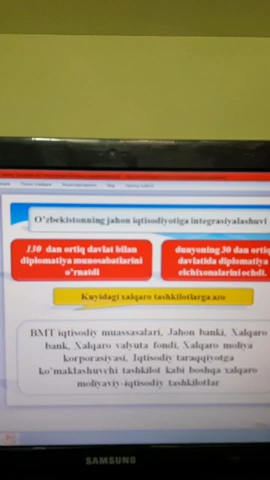 O'zbekistonning jahon iqtisodiyotiga integrasiyalashuvi
130 dan ortiq davlat bilan
diplomatiya munosabatlarini
o'rnatdi
dunyoning 30 dan ortiq
davlatida diplomatiya
elchixonalarini ochdi.
Kuyidagi xalqaro tashkilotlarga azo
BMT iqtisodiy muassasalari, Jahon banki, Xalqaro
bank, Xalqaro valyuta fondi, Xalqaro moliya
korporasiyasi, Iqtisodiy taraqqiyotga
ko'maklashuvchi tashkilot kabi boshqa xalqaro
moliyaviy-iqtisodiy tashkilotlar
SAMSUNG